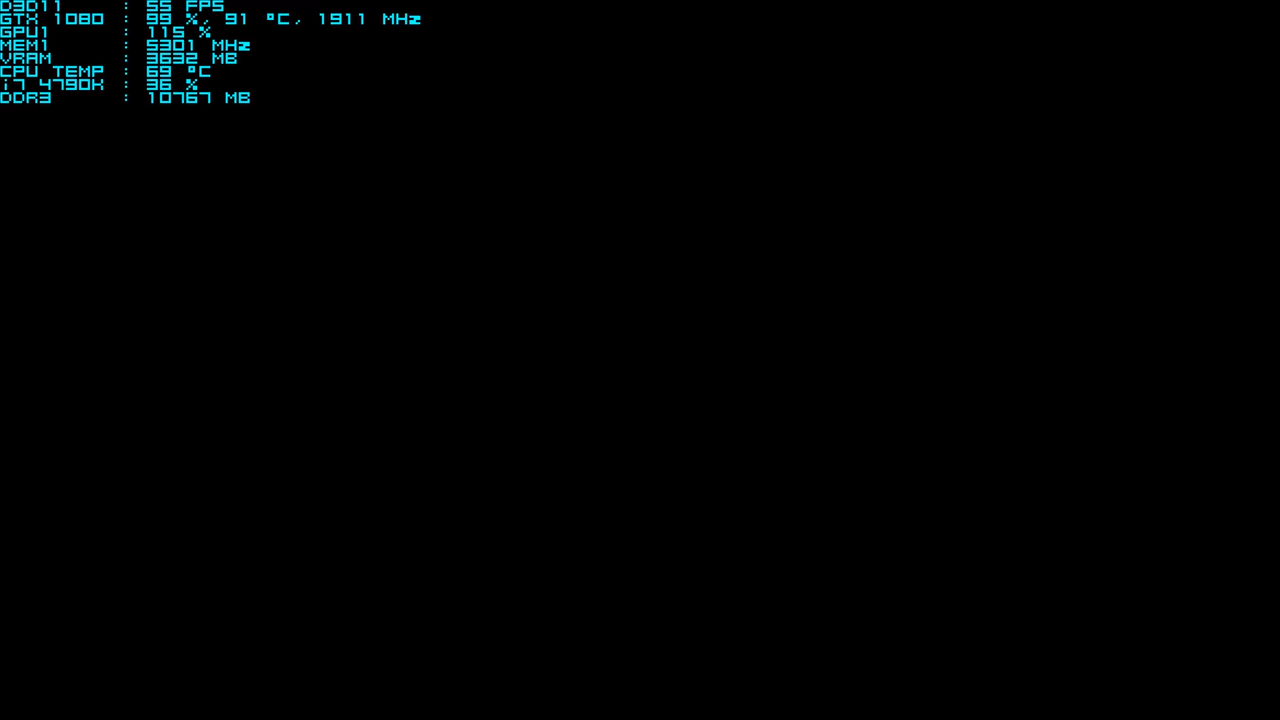 D3D11 : 55 FPS
GTX 1080 : 99 %, 91 °C, 1911 MHz
GPU1 : 115 %
MEM1 : 5301 MHz
VRAM : 3632 MB
CPU TEMP : 69 °C
i7 4790K : 36 %
DDR3 : 10767 MB